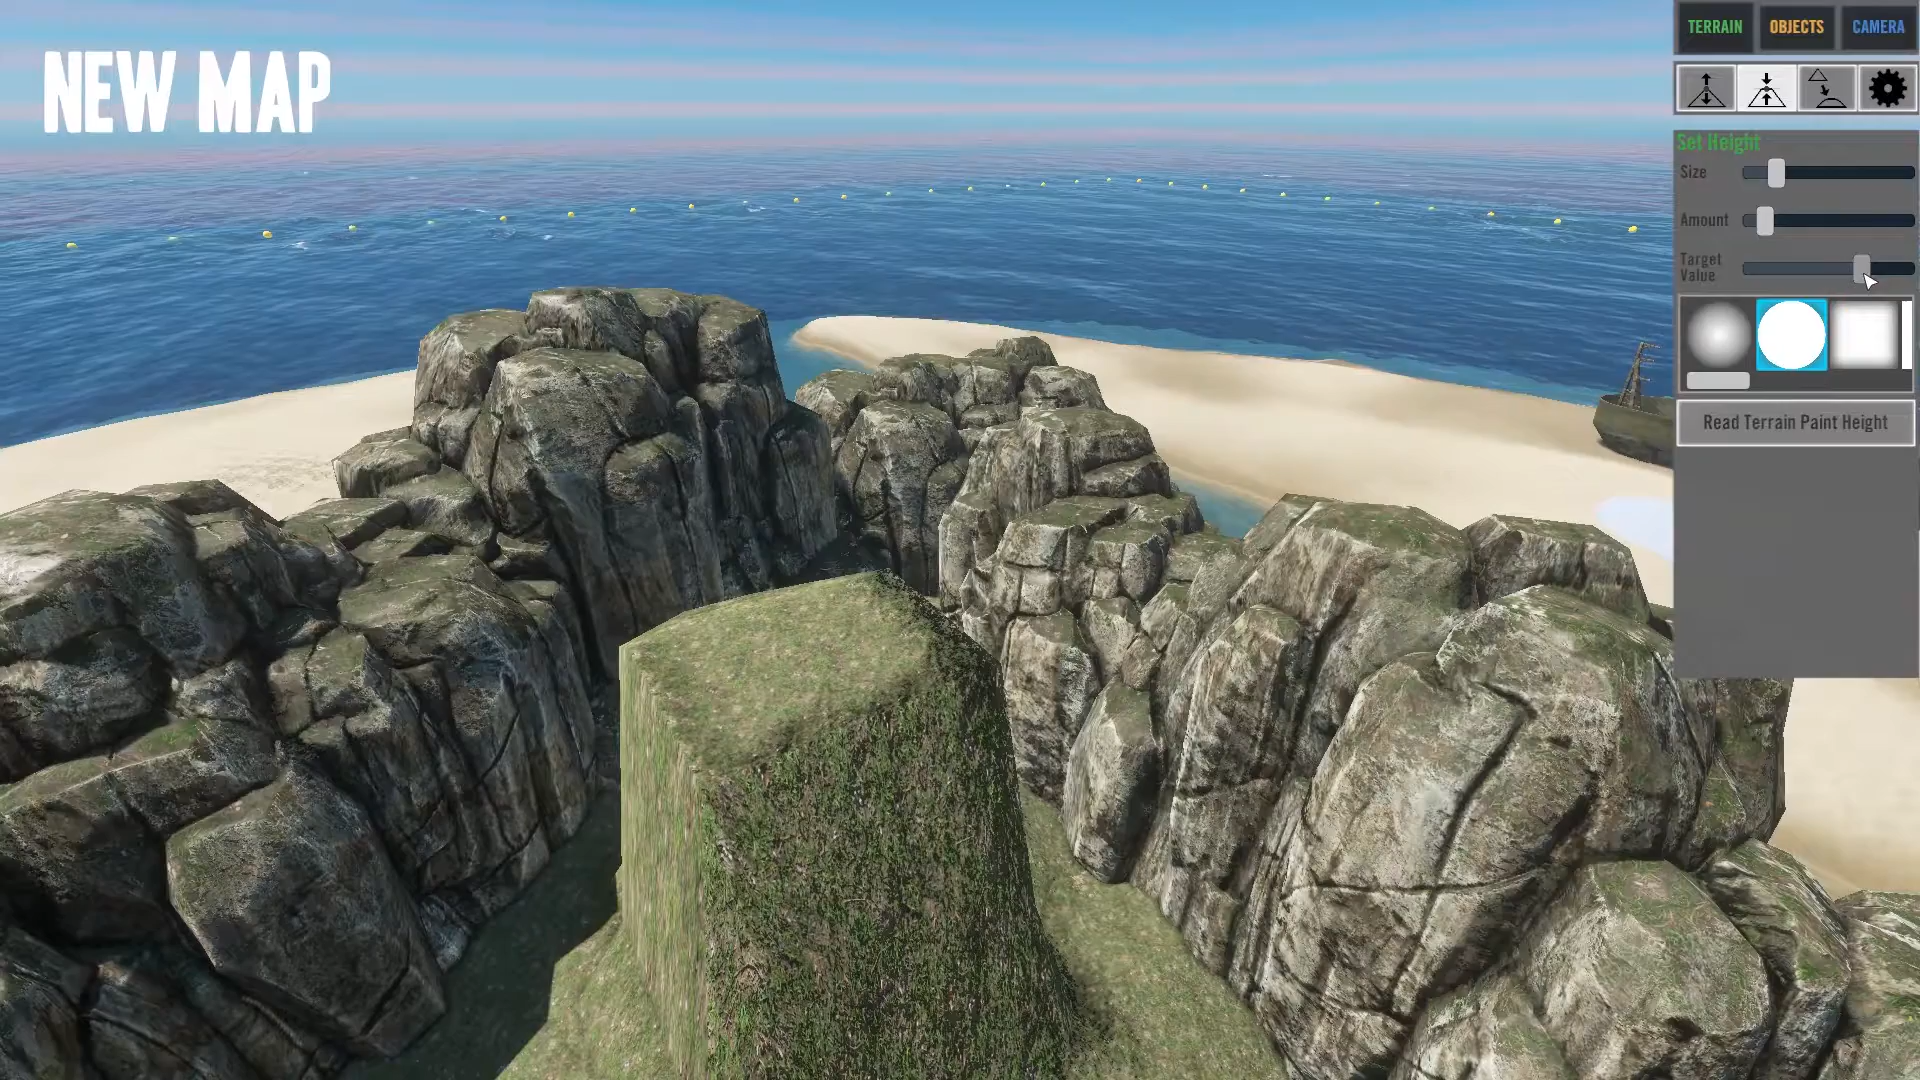 NEW MAP
TERRAIN OBJECTS CAMERA
Set Height
Size
Amount
Target
Value
Read Terrain Paint Height